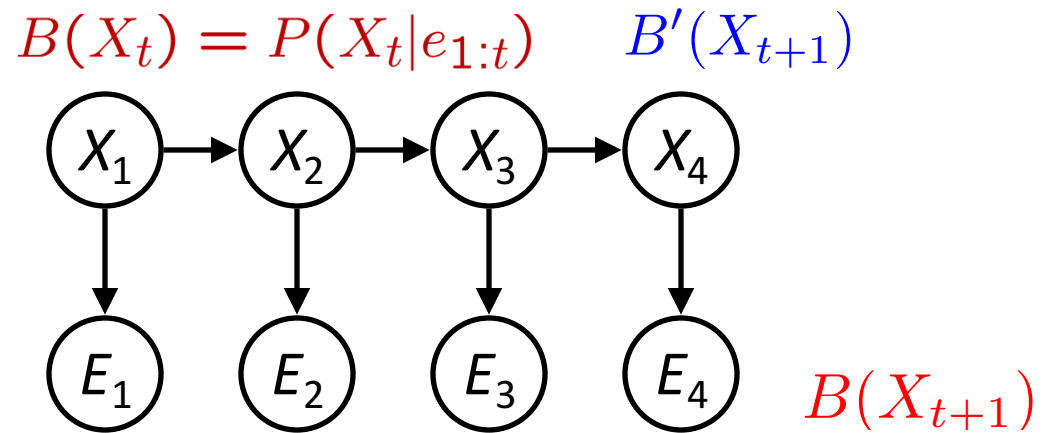 B(X_t) = P(X_t|e_{1:t}) B'(X_{t+1})
X_1 X_2 X_3 X_4
E_1 E_2 E_3 E_4
B(X_{t+1})